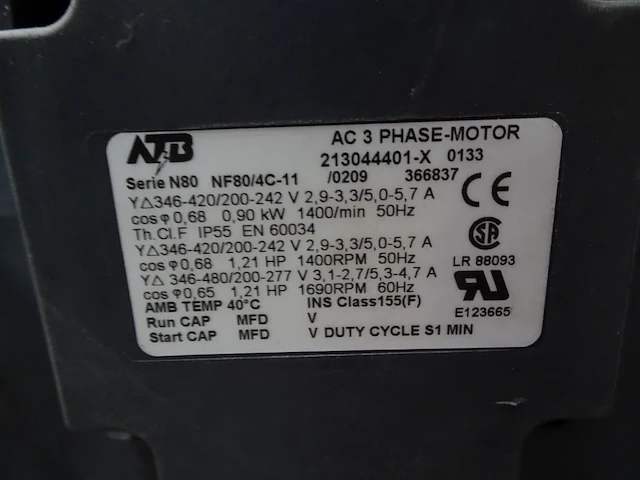 ATB
AC 3 PHASE-MOTOR
213044401-X 0133
Serie N80 NF80/4C-11 /0209 366837
Y△346-420/200-242 V 2,9-3,3/5,0-5,7 A
cos φ 0,68 0,90 kW 1400/min 50Hz
Th.Cl.F IP55 EN 60034
Y△346-420/200-242 V 2,9-3,3/5,0-5,7 A
cos φ 0,68 1,21 HP 1400RPM 50Hz
Y△ 346-480/200-277 V 3,1-2,7/5,3-4,7 A
cos φ 0,65 1,21 HP 1690RPM 60Hz
AMB TEMP 40°C INS Class155(F)
Run CAP MFD V
Start CAP MFD V DUTY CYCLE S1 MIN
CE
SA
LR 88093
RU
E123665